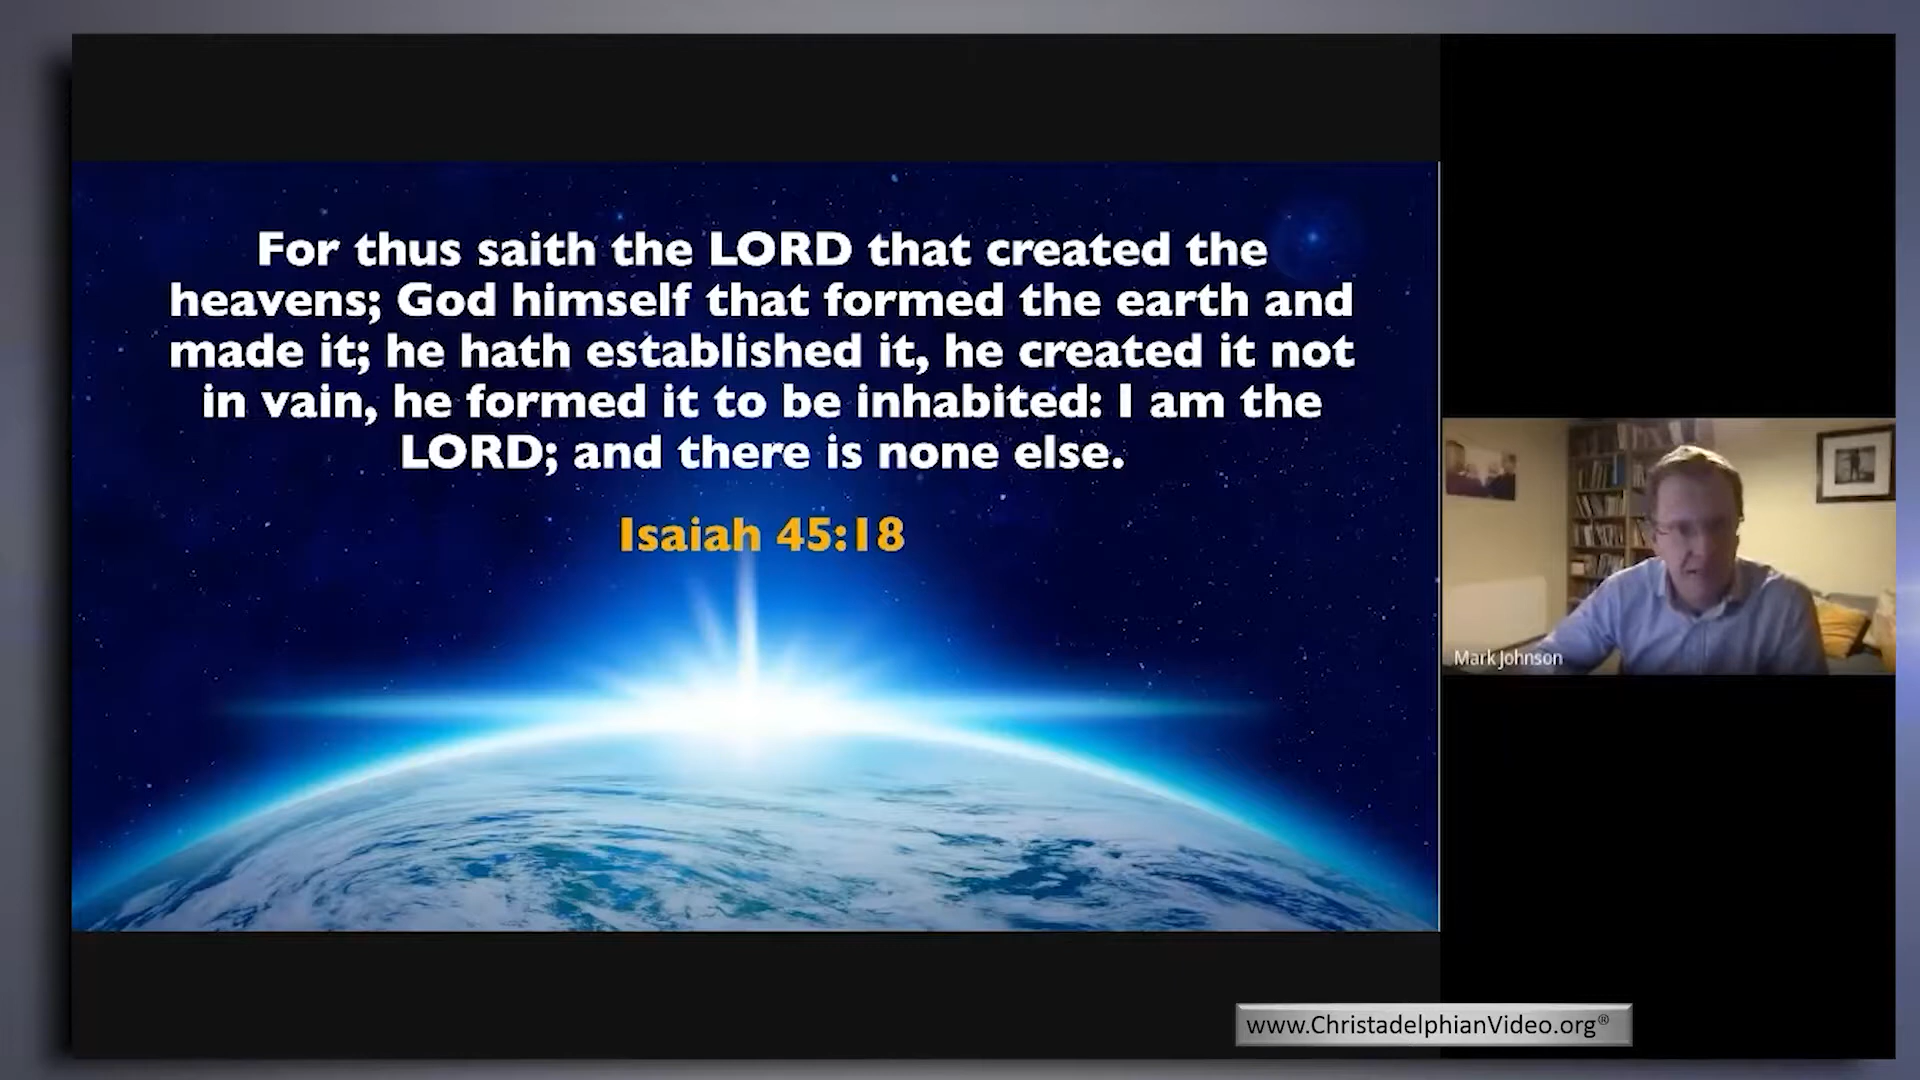 For thus saith the LORD that created the
heavens; God himself that formed the earth and
made it; he hath established it, he created it not
in vain, he formed it to be inhabited: I am the
LORD; and there is none else.
Isaiah 45:18
Mark Johnson
www.ChristadelphianVideo.org®